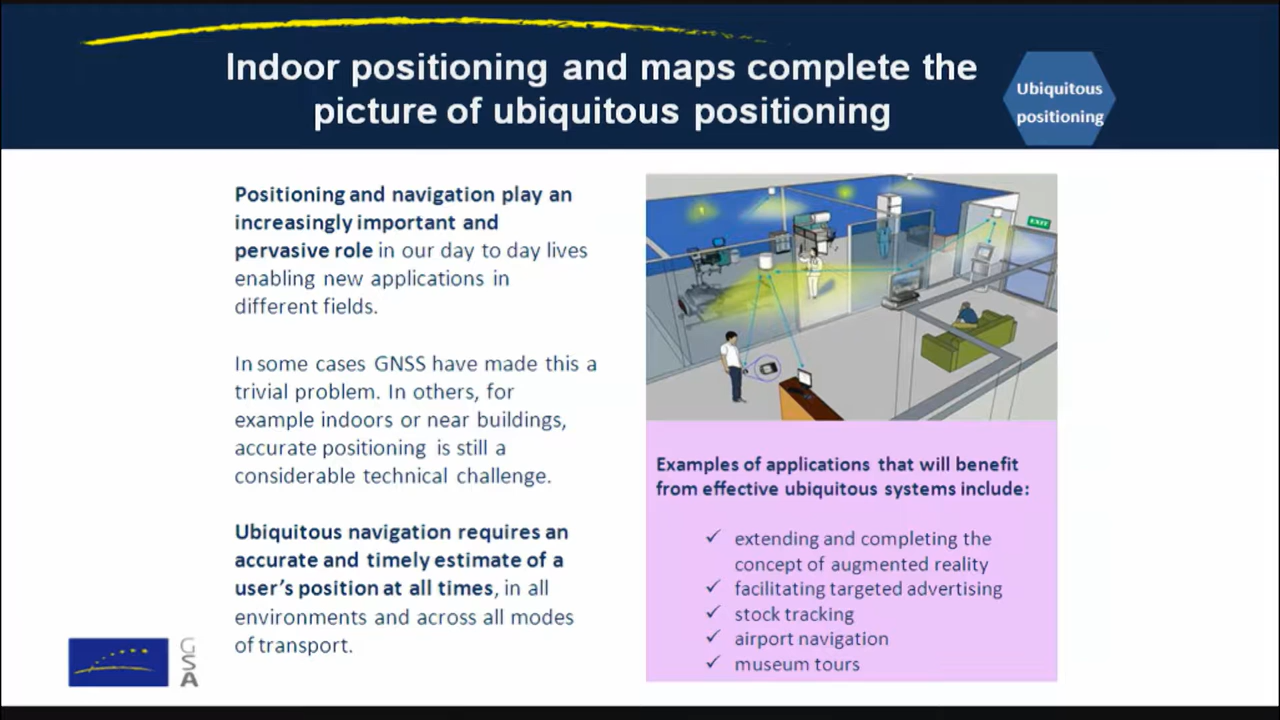 Indoor positioning and maps complete the
picture of ubiquitous positioning
Ubiquitous
positioning
Positioning and navigation play an
increasingly important and
pervasive role in our day to day lives
enabling new applications in
different fields.
In some cases GNSS have made this a
trivial problem. In others, for
example indoors or near buildings,
accurate positioning is still a
considerable technical challenge.
Ubiquitous navigation requires an
accurate and timely estimate of a
user's position at all times, in all
environments and across all modes
of transport.
EXIT
Examples of applications that will benefit
from effective ubiquitous systems include:
✓ extending and completing the
concept of augmented reality
✓ facilitating targeted advertising
✓ stock tracking
✓ airport navigation
✓ museum tours
G
S
A